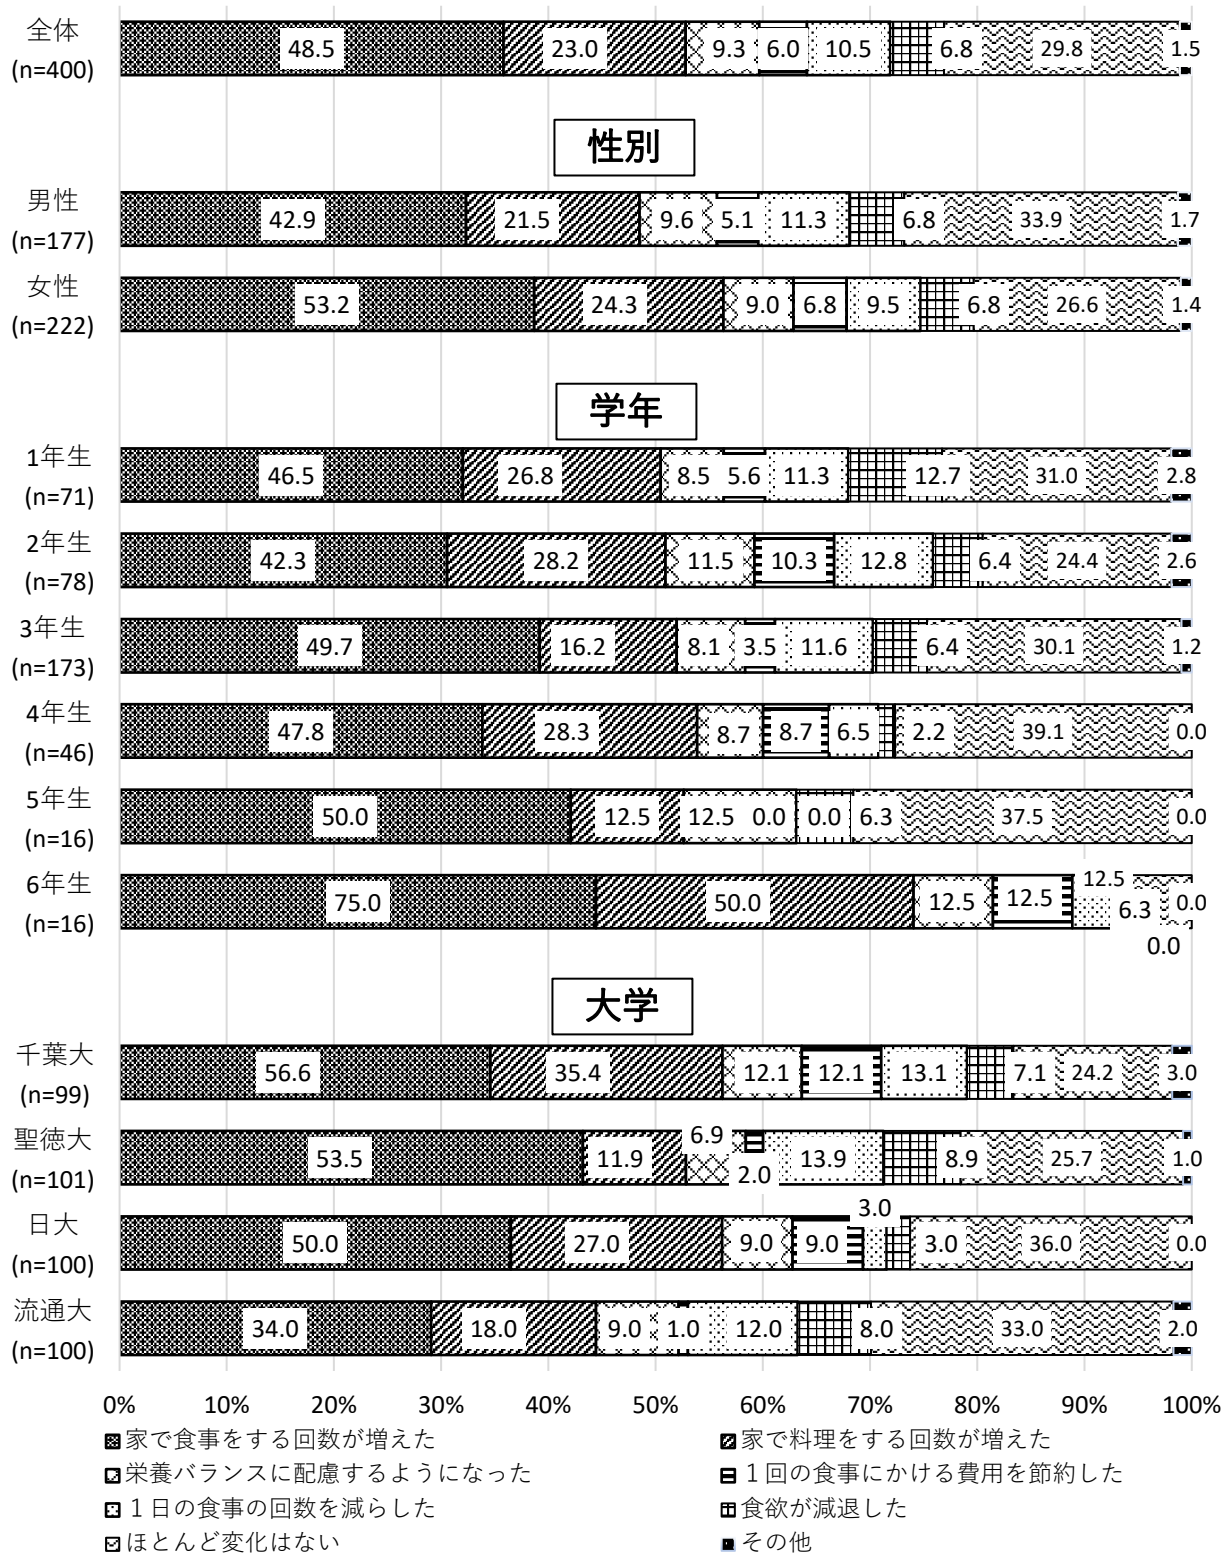 全体
(n=400)
48.5 23.0 9.3 6.0 10.5 6.8 29.8 1.5
性別
男性
(n=177)
42.9 21.5 9.6 5.1 11.3 6.8 33.9 1.7
女性
(n=222)
53.2 24.3 9.0 6.8 9.5 6.8 26.6 1.4
学年
1年生
(n=71)
46.5 26.8 8.5 5.6 11.3 12.7 31.0 2.8
2年生
(n=78)
42.3 28.2 11.5 10.3 12.8 6.4 24.4 2.6
3年生
(n=173)
49.7 16.2 8.1 3.5 11.6 6.4 30.1 1.2
4年生
(n=46)
47.8 28.3 8.7 8.7 6.5 2.2 39.1 0.0
5年生
(n=16)
50.0 12.5 12.5 0.0 0.0 6.3 37.5 0.0
6年生
(n=16)
75.0 50.0 12.5 12.5 12.5 0.0 6.3 0.0
大学
千葉大
(n=99)
56.6 35.4 12.1 12.1 13.1 7.1 24.2 3.0
聖徳大
(n=101)
53.5 11.9 6.9 2.0 13.9 8.9 25.7 1.0
日大
(n=100)
50.0 27.0 9.0 9.0 3.0 3.0 36.0 0.0
流通大
(n=100)
34.0 18.0 9.0 1.0 12.0 8.0 33.0 2.0
0% 10% 20% 30% 40% 50% 60% 70% 80% 90% 100%
家で食事をする回数が増えた
家で料理をする回数が増えた
栄養バランスに配慮するようになった
１回の食事にかける費用を節約した
１日の食事の回数を減らした
食欲が減退した
ほとんど変化はない
その他